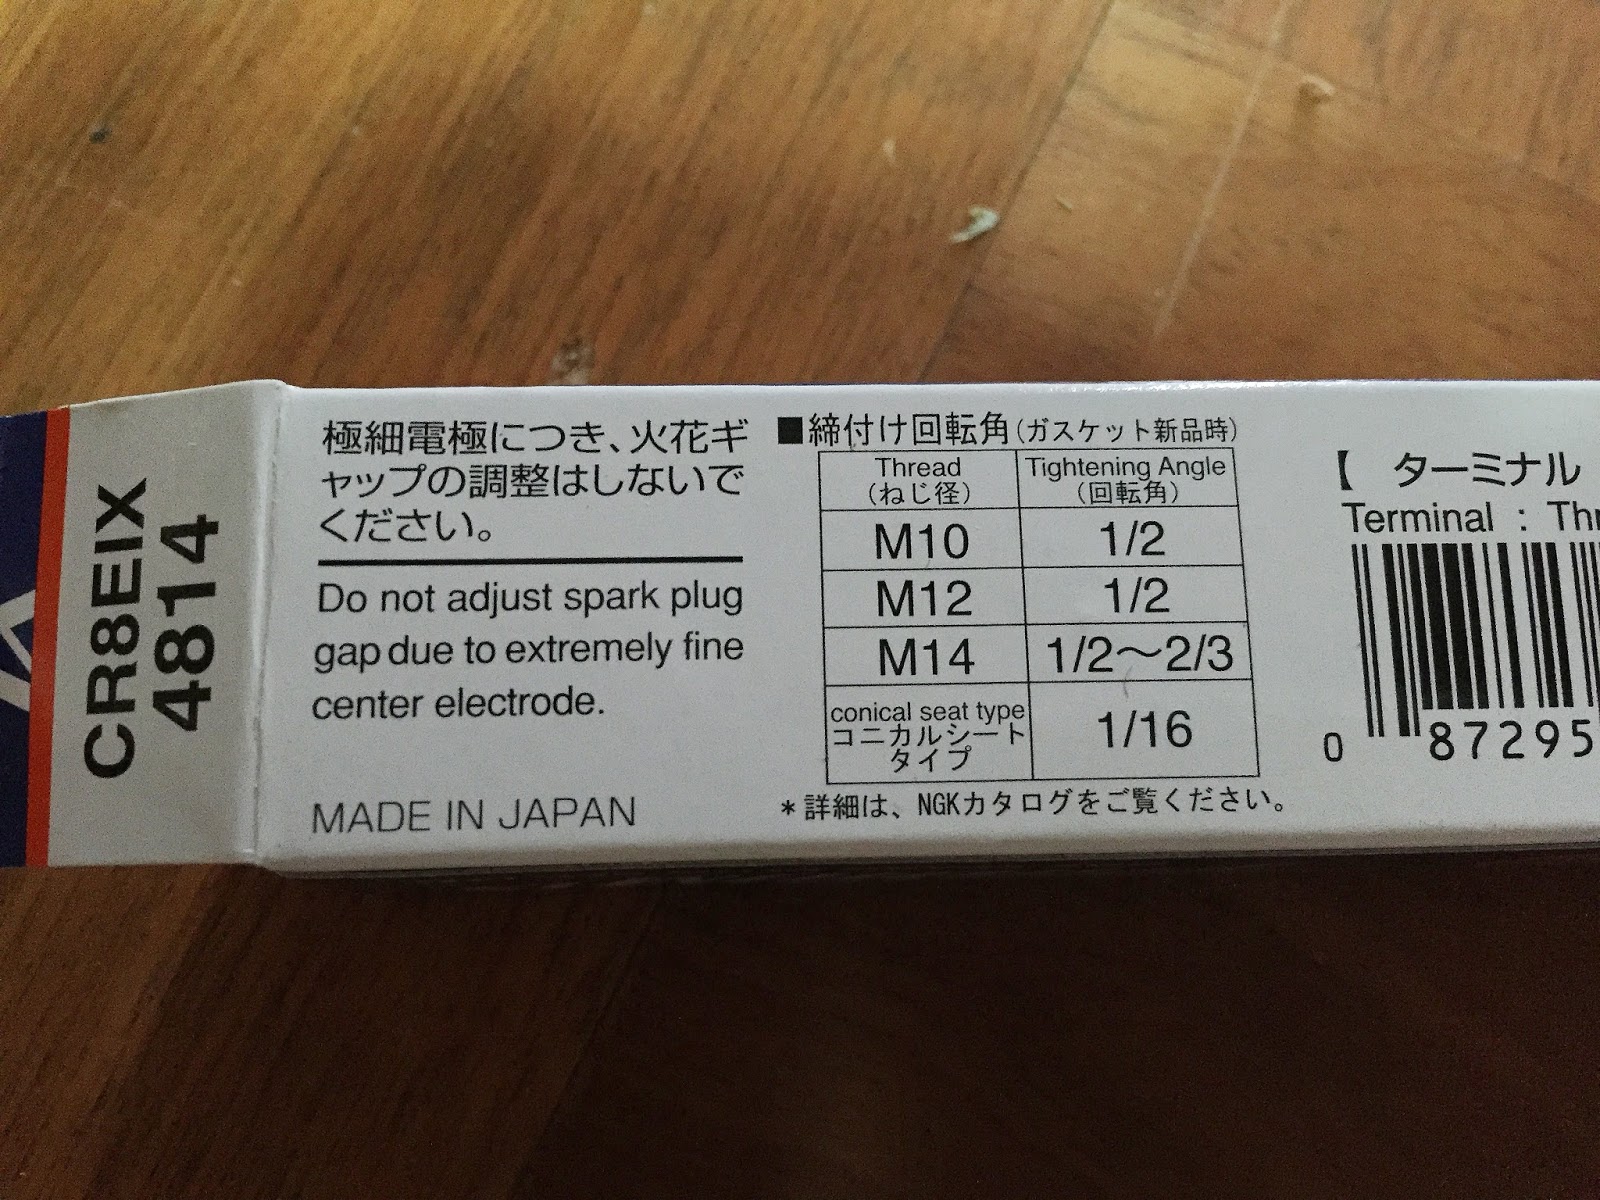 CR8EIX
4814
極細電極につき、火花ギ
ャップの調整はしないで
ください。
Do not adjust spark plug
gap due to extremely fine
center electrode.
MADE IN JAPAN
■締付け回転角(ガスケット新品時)
Thread Tightening Angle
(ねじ径) (回転角)
M10 1/2
M12 1/2
M14 1/2〜2/3
conical seat type
コニカルシート
タイプ 1/16
*詳細は、NGKカタログをご覧ください。
【 ターミナル
Terminal : Thr
0 87295